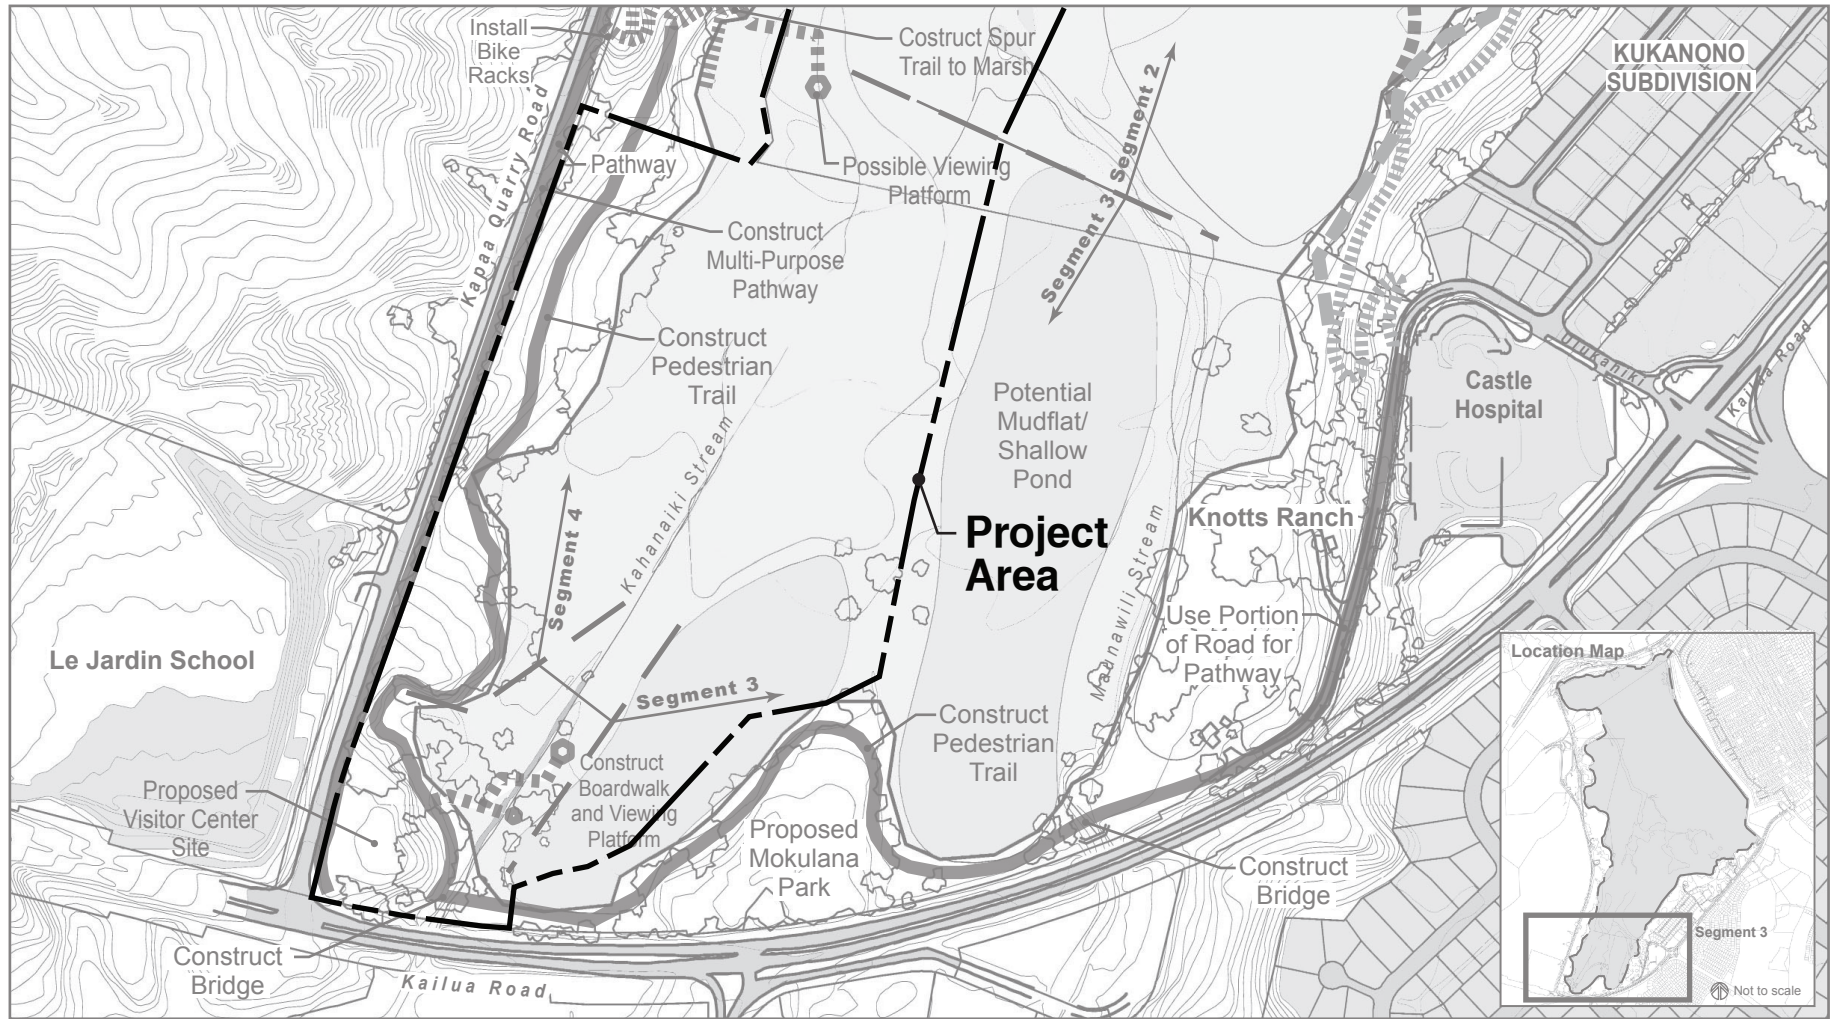 Install
Bike
Racks
Costruct Spur
Trail to Marsh
KUKANONO
SUBDIVISION
Segment 2
Kapaa Quarry Road
Pathway
Possible Viewing
Platform
Construct
Multi-Purpose
Pathway
Segment 3
Construct
Pedestrian
Trail
Ulukahiki
Kailua Road
Castle
Hospital
Potential
Mudflat/
Shallow
Pond
Kahanaiki Stream
Segment 4
Project
Area
Knotts Ranch
Maunawili Stream
Use Portion
of Road for
Pathway
Le Jardin School
Segment 3
Location Map
Construct
Pedestrian
Trail
Construct
Boardwalk
and Viewing
Platform
Proposed
Visitor Center
Site
Proposed
Mokulana
Park
Construct
Bridge
Segment 3
Construct
Bridge
Kailua Road
Not to scale